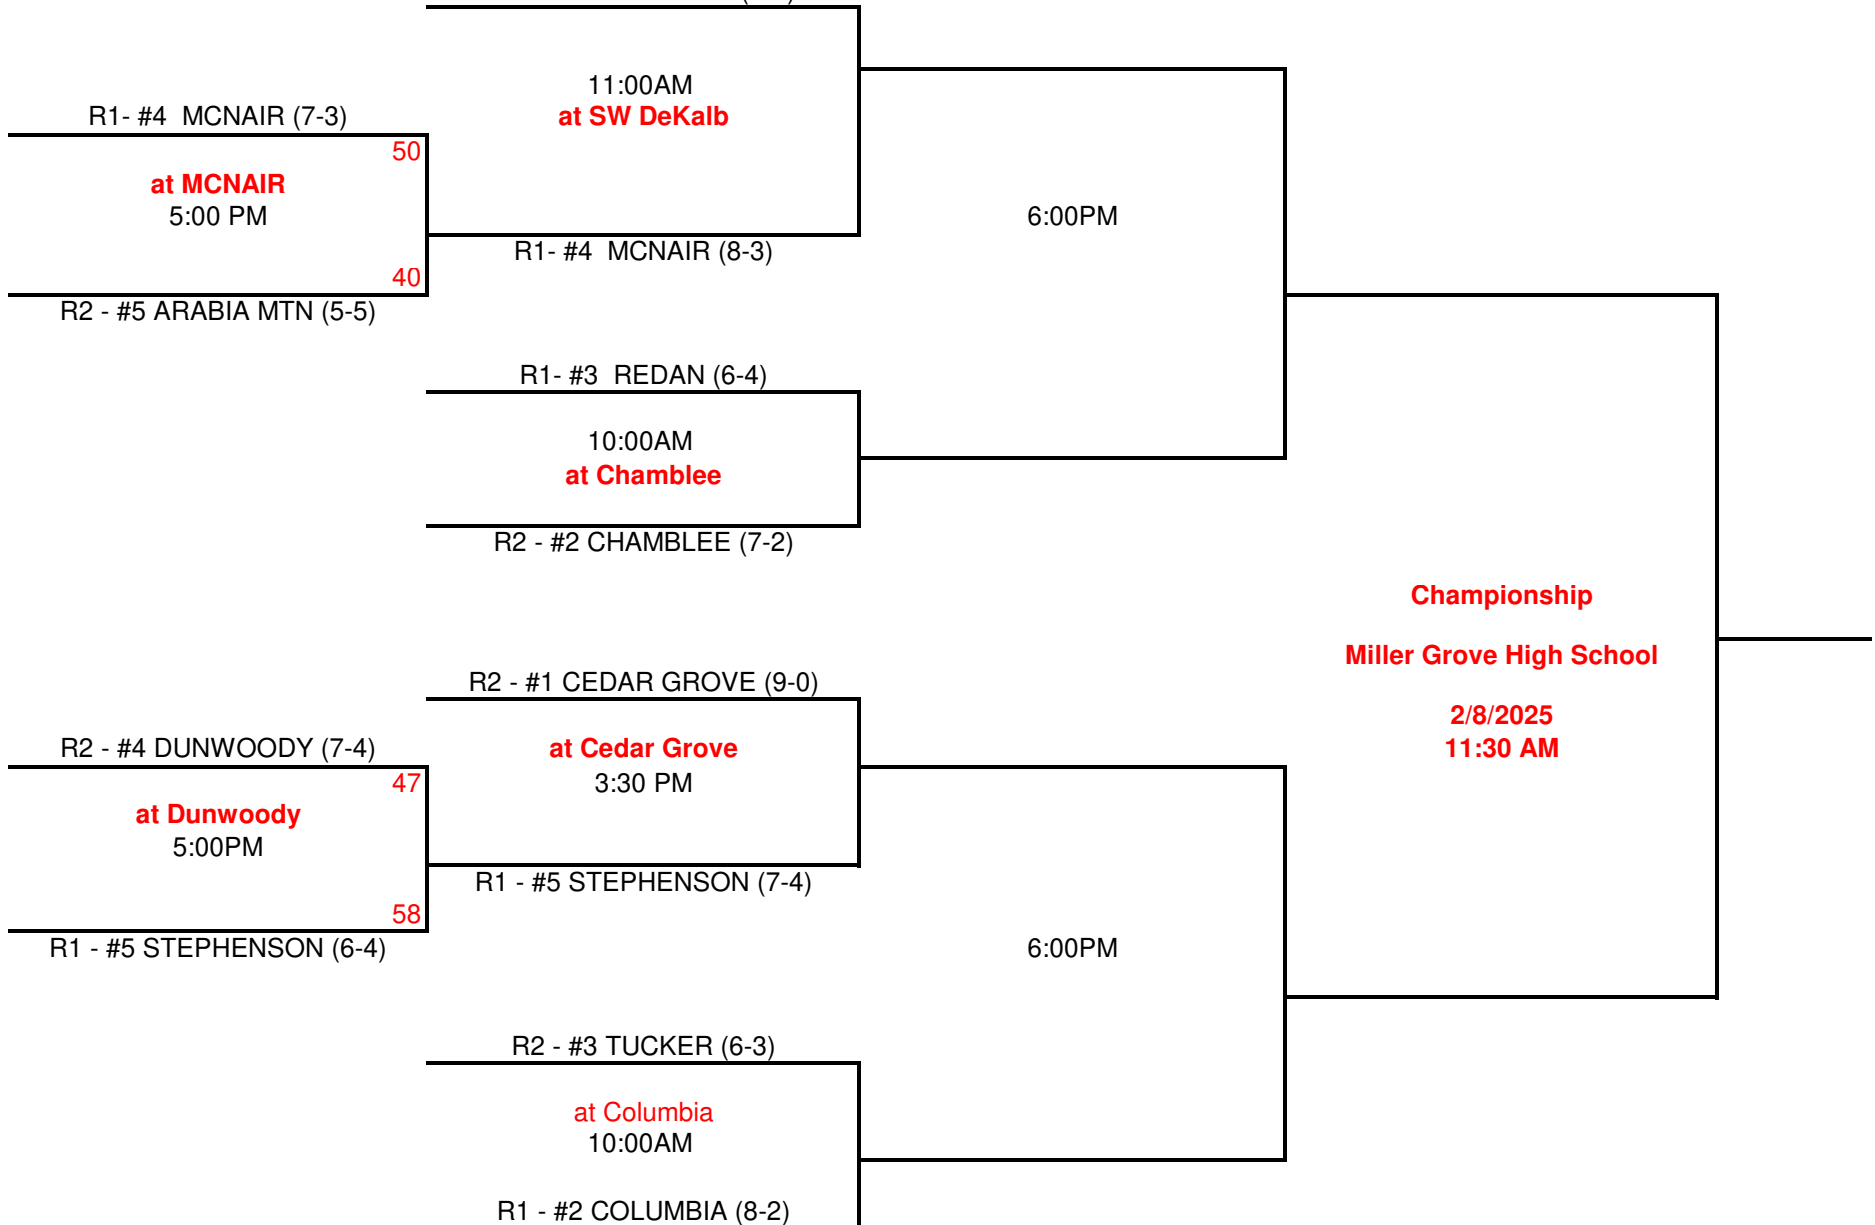 11:00AM
R1- #4  MCNAIR (7-3)
at SW DeKalb
50
at MCNAIR
5:00 PM
6:00PM
R1- #4  MCNAIR (8-3)
40
R2 - #5 ARABIA MTN (5-5)
R1- #3  REDAN (6-4)
10:00AM
at Chamblee
R2 - #2 CHAMBLEE (7-2)
Championship
Miller Grove High School
R2 - #1 CEDAR GROVE (9-0)
2/8/2025
R2 - #4 DUNWOODY (7-4)
at Cedar Grove
11:30 AM
47
3:30 PM
at Dunwoody
5:00PM
R1 - #5 STEPHENSON (7-4)
58
R1 - #5 STEPHENSON (6-4)
6:00PM
R2 - #3 TUCKER (6-3)
at Columbia
10:00AM
R1 - #2 COLUMBIA (8-2)